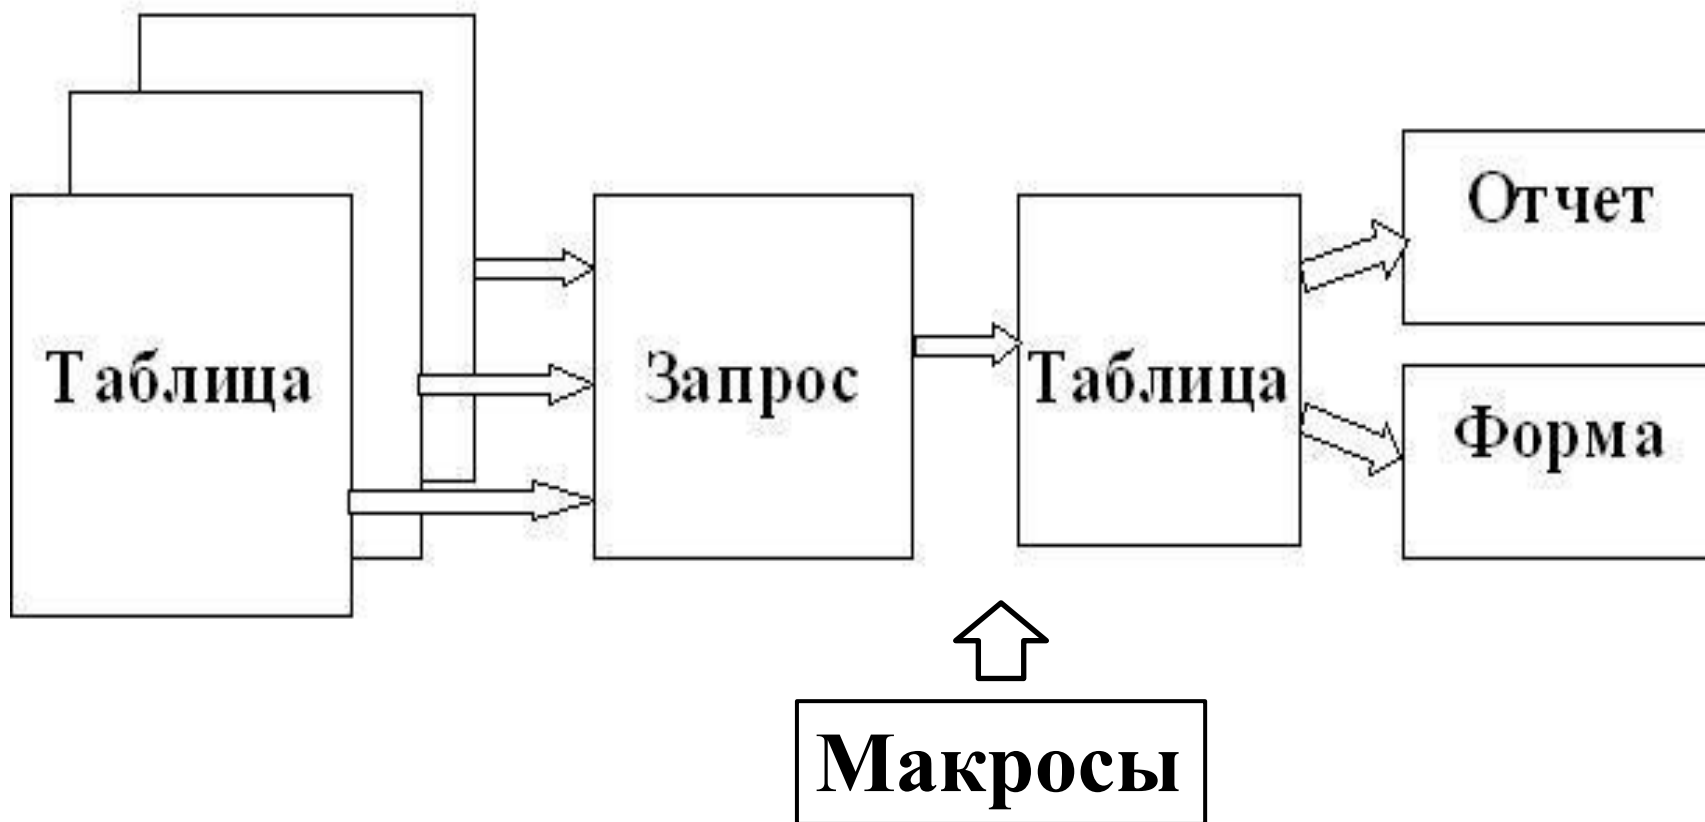 Таблица
Запрос
Таблица
Отчет
Форма
Макросы